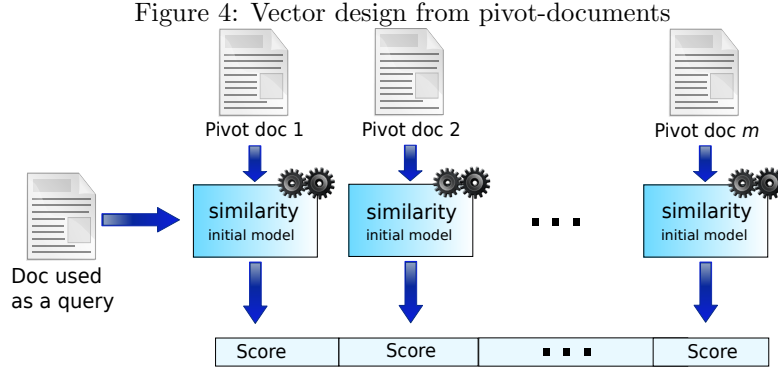 Figure 4: Vector design from pivot-documents
Pivot doc 1
Pivot doc 2
Pivot doc m
similarity
initial model
similarity
initial model
similarity
initial model
Doc used
as a query
Score
Score
Score